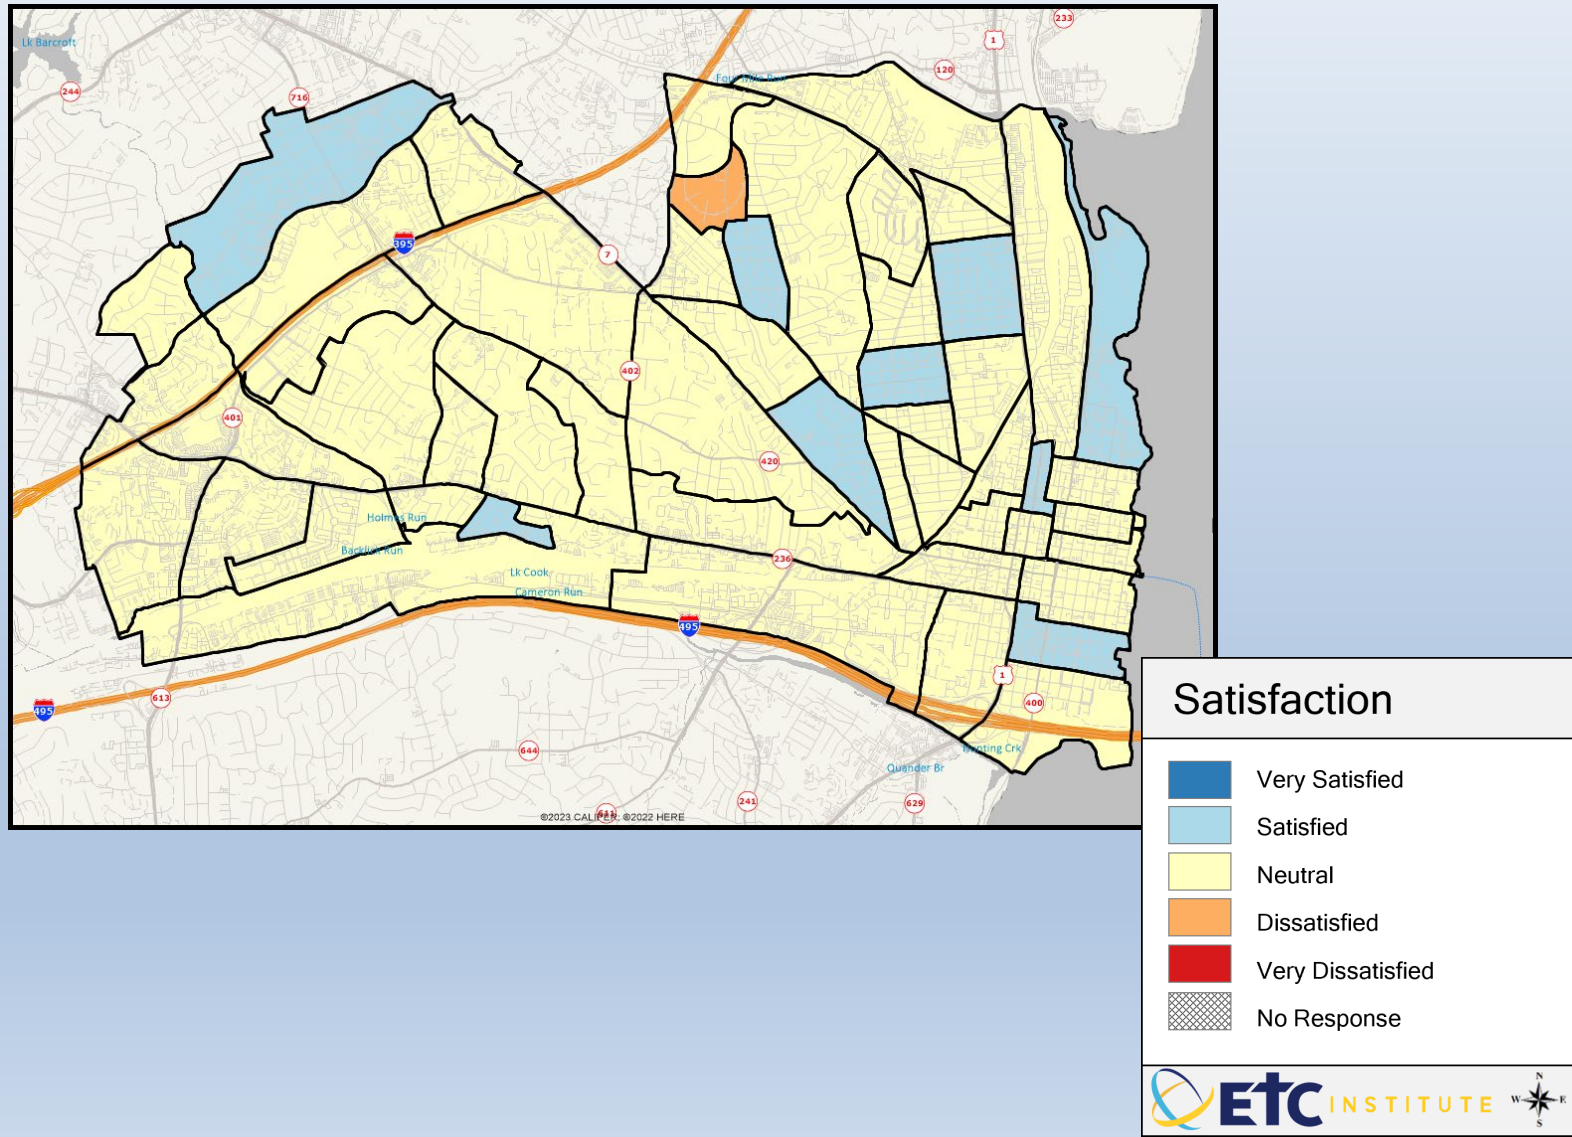 233
Lk Barcroft
1
120
Four Mile Run
244
716
395
7
402
401
420
Holmes Run
Backlick Run
236
Lk Cook
Cameron Run
495
1
400
613
495
644
Hunting Crk
Quander Br
241
629
611
©2023 CALIPER; ©2022 HERE
Satisfaction
Very Satisfied
Satisfied
Neutral
Dissatisfied
Very Dissatisfied
No Response
ETC INSTITUTE
N
W E
S